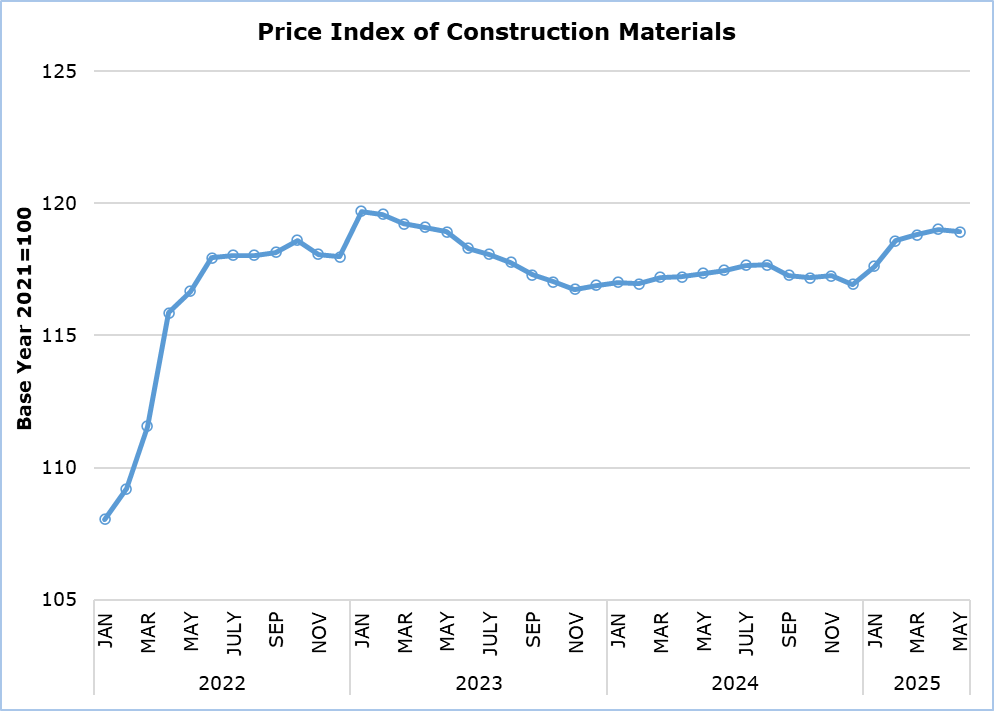 Price Index of Construction Materials
125
120
115
110
105
Base Year 2021=100
JAN MAR MAY JULY SEP NOV JAN MAR MAY JULY SEP NOV JAN MAR MAY JULY SEP NOV JAN MAR MAY
2022 2023 2024 2025